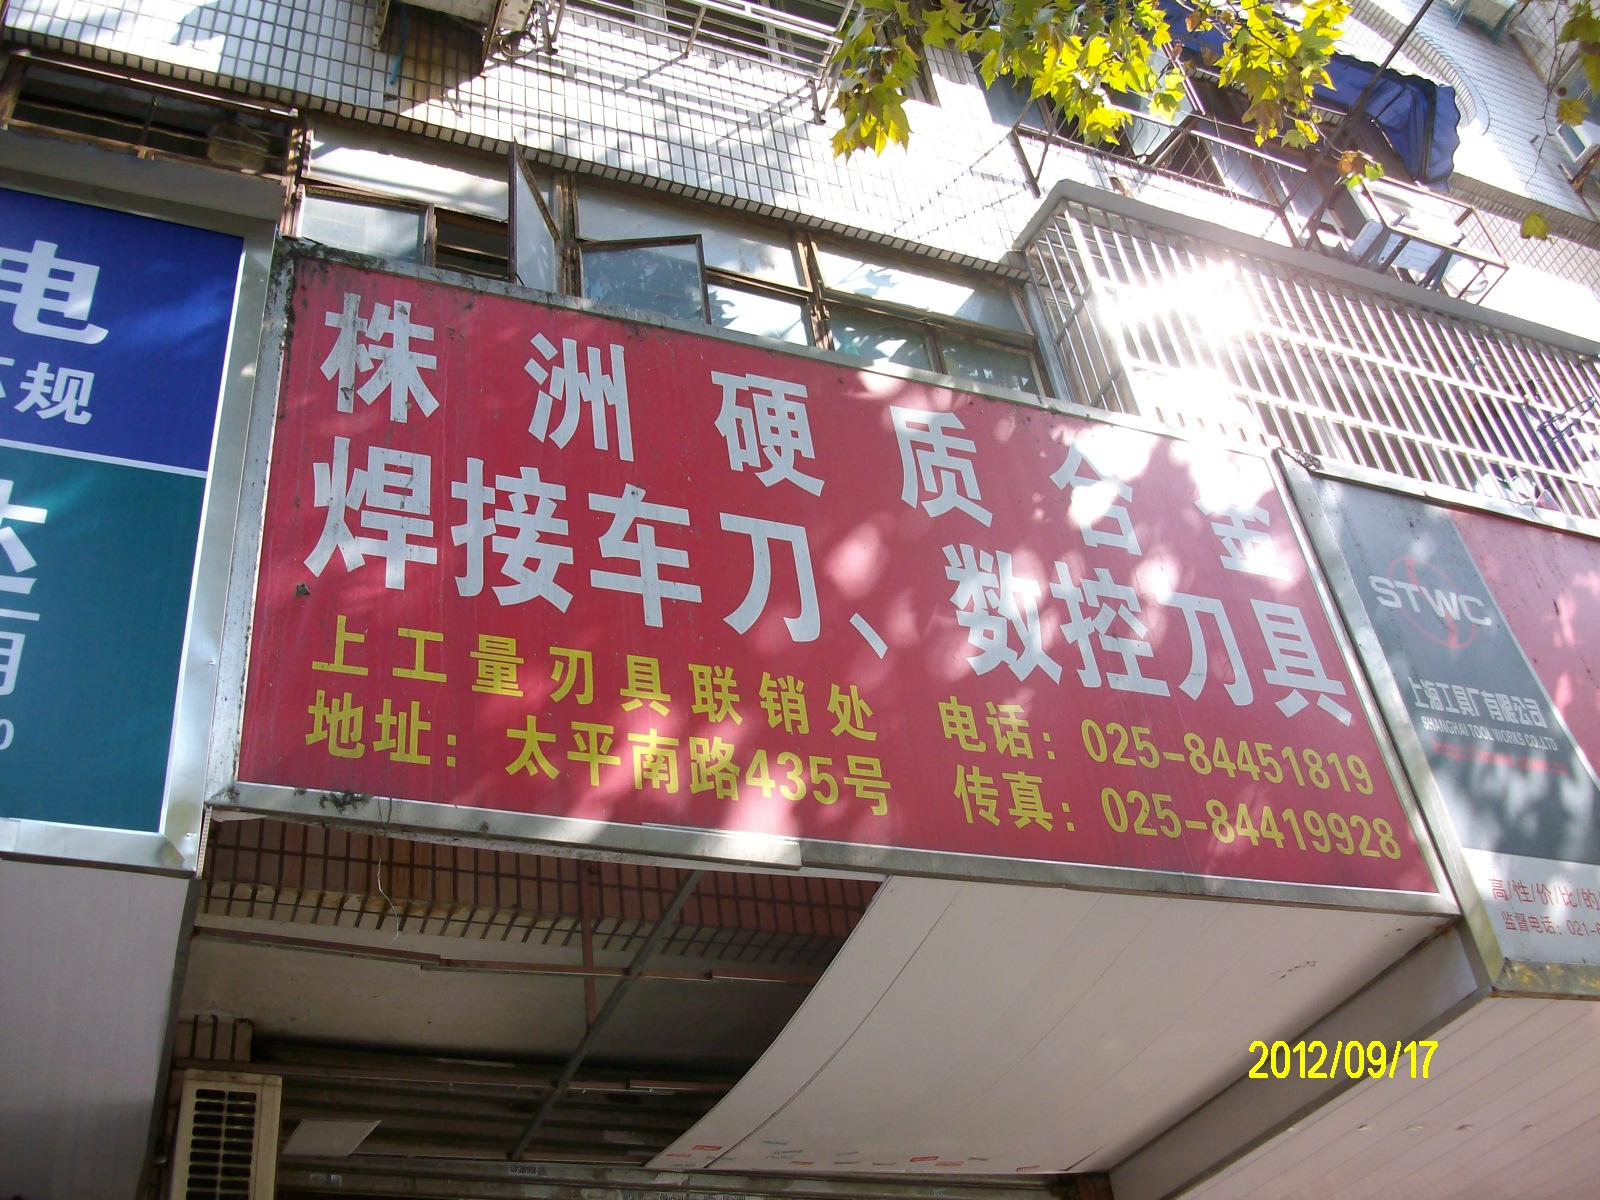 电
规
株洲硬质合金
焊接车刀、数控刀具
上工量刃具联销处 电话：025-84451819
地址：太平南路435号 传真：025-84419928
STWC
上海工具厂有限公司
SHANGHAI TOOL WORKS CO.,LTD
高/性/价/比/的
监督电话：021-6
2012/09/17